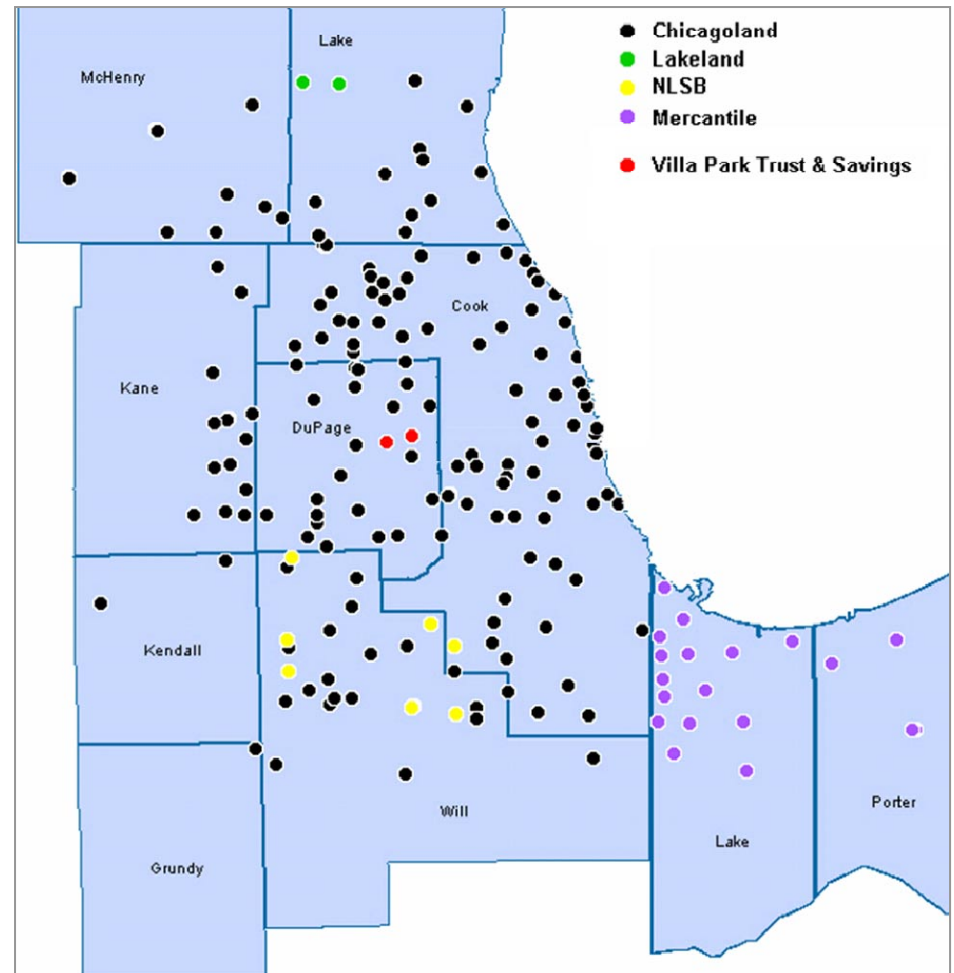 Chicagoland
Lake
Lakeland
McHenry
NLSB
Mercantile
Villa Park Trust & Savings
Cook
Kane
DuPage
Kendall
Will
Porter
Lake
Grundy